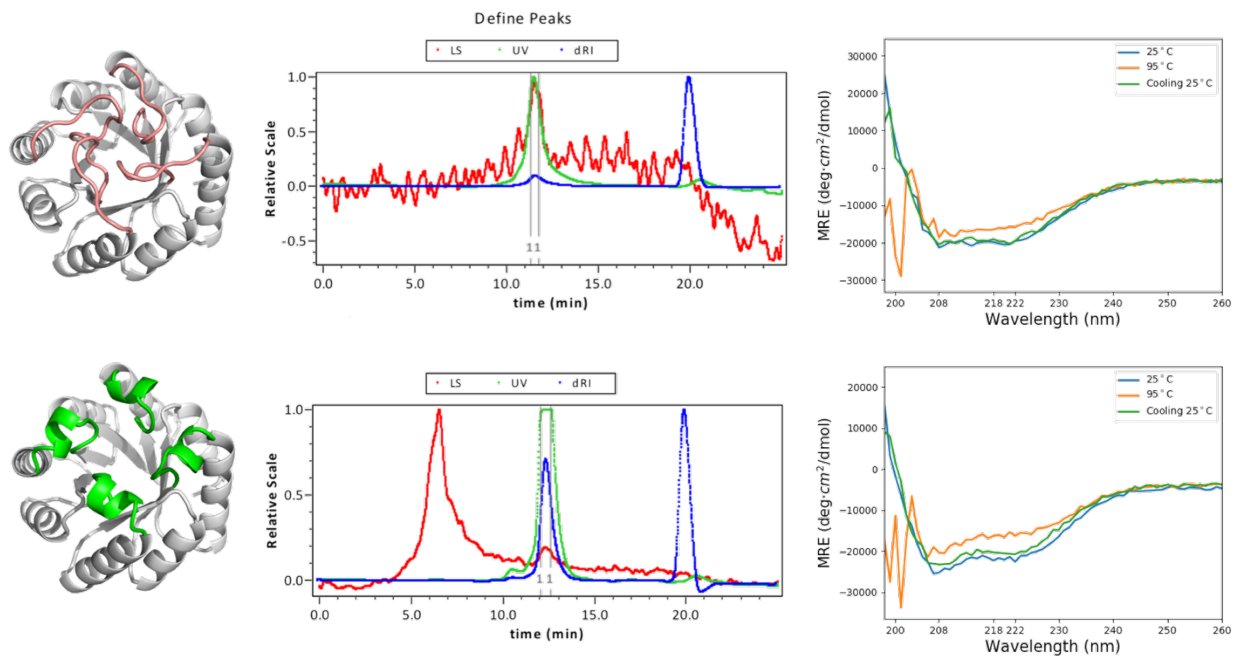 Define Peaks
LS UV dRI
Relative Scale
1.0
0.5
0.0
-0.5
11
0.0 5.0 10.0 15.0 20.0
time (min)
25°C
95°C
Cooling 25°C
MRE (deg·cm²/dmol)
30000
20000
10000
0
−10000
−20000
−30000
200 208 218 222 230 240 250 260
Wavelength (nm)
LS UV dRI
Relative Scale
1.0
0.5
0.0
1 1
0.0 5.0 10.0 15.0 20.0
time (min)
25°C
95°C
Cooling 25°C
MRE (deg·cm²/dmol)
20000
10000
0
−10000
−20000
−30000
200 208 218 222 230 240 250 260
Wavelength (nm)